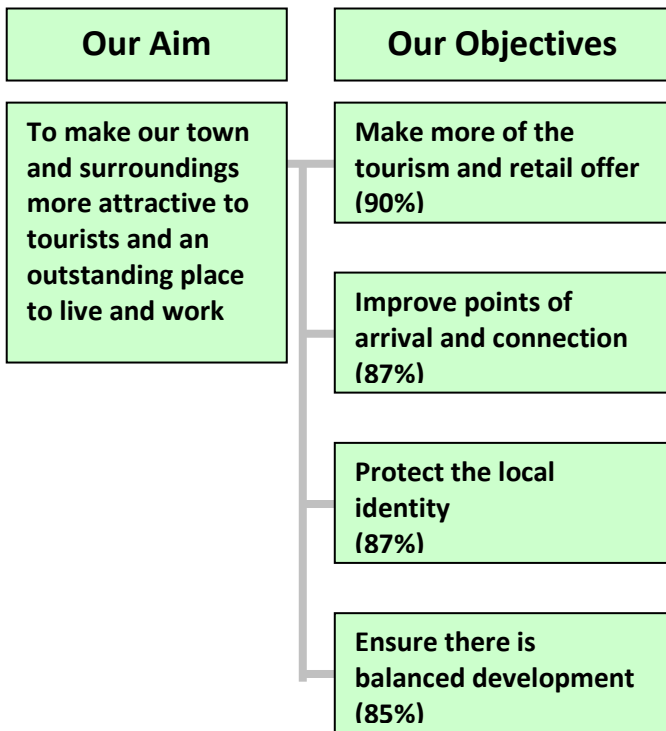 Our Aim
Our Objectives
To make our town
and surroundings
more attractive to
tourists and an
outstanding place
to live and work
Make more of the
tourism and retail offer
(90%)
Improve points of
arrival and connection
(87%)
Protect the local
identity
(87%)
Ensure there is
balanced development
(85%)